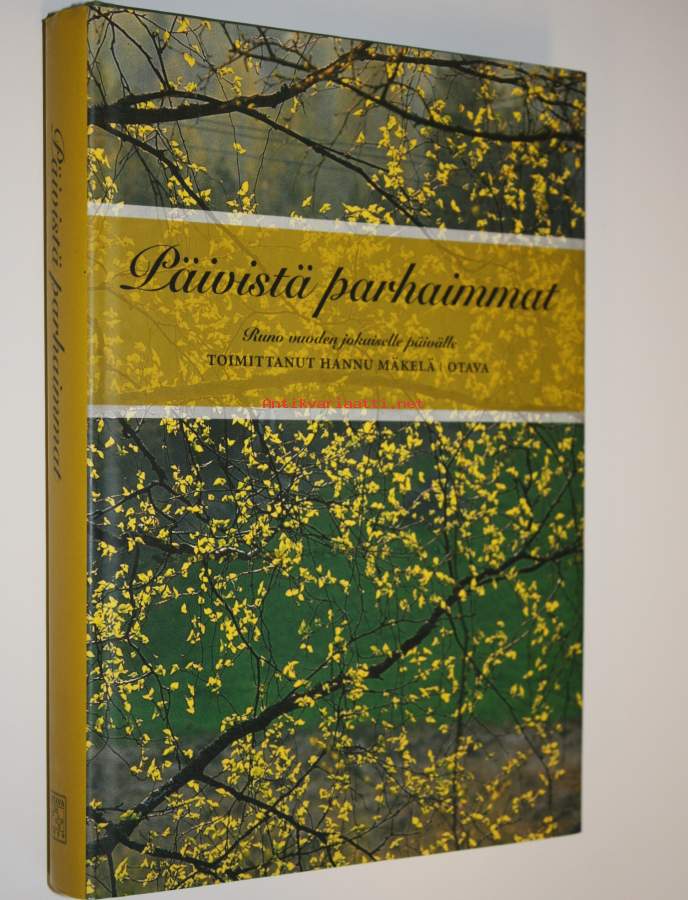 Päivistä parhaimmat
Päivistä parhaimmat
Runo vuoden jokaiselle päivälle
TOIMITTANUT HANNU MÄKELÄ | OTAVA
Antikvariaatti.net